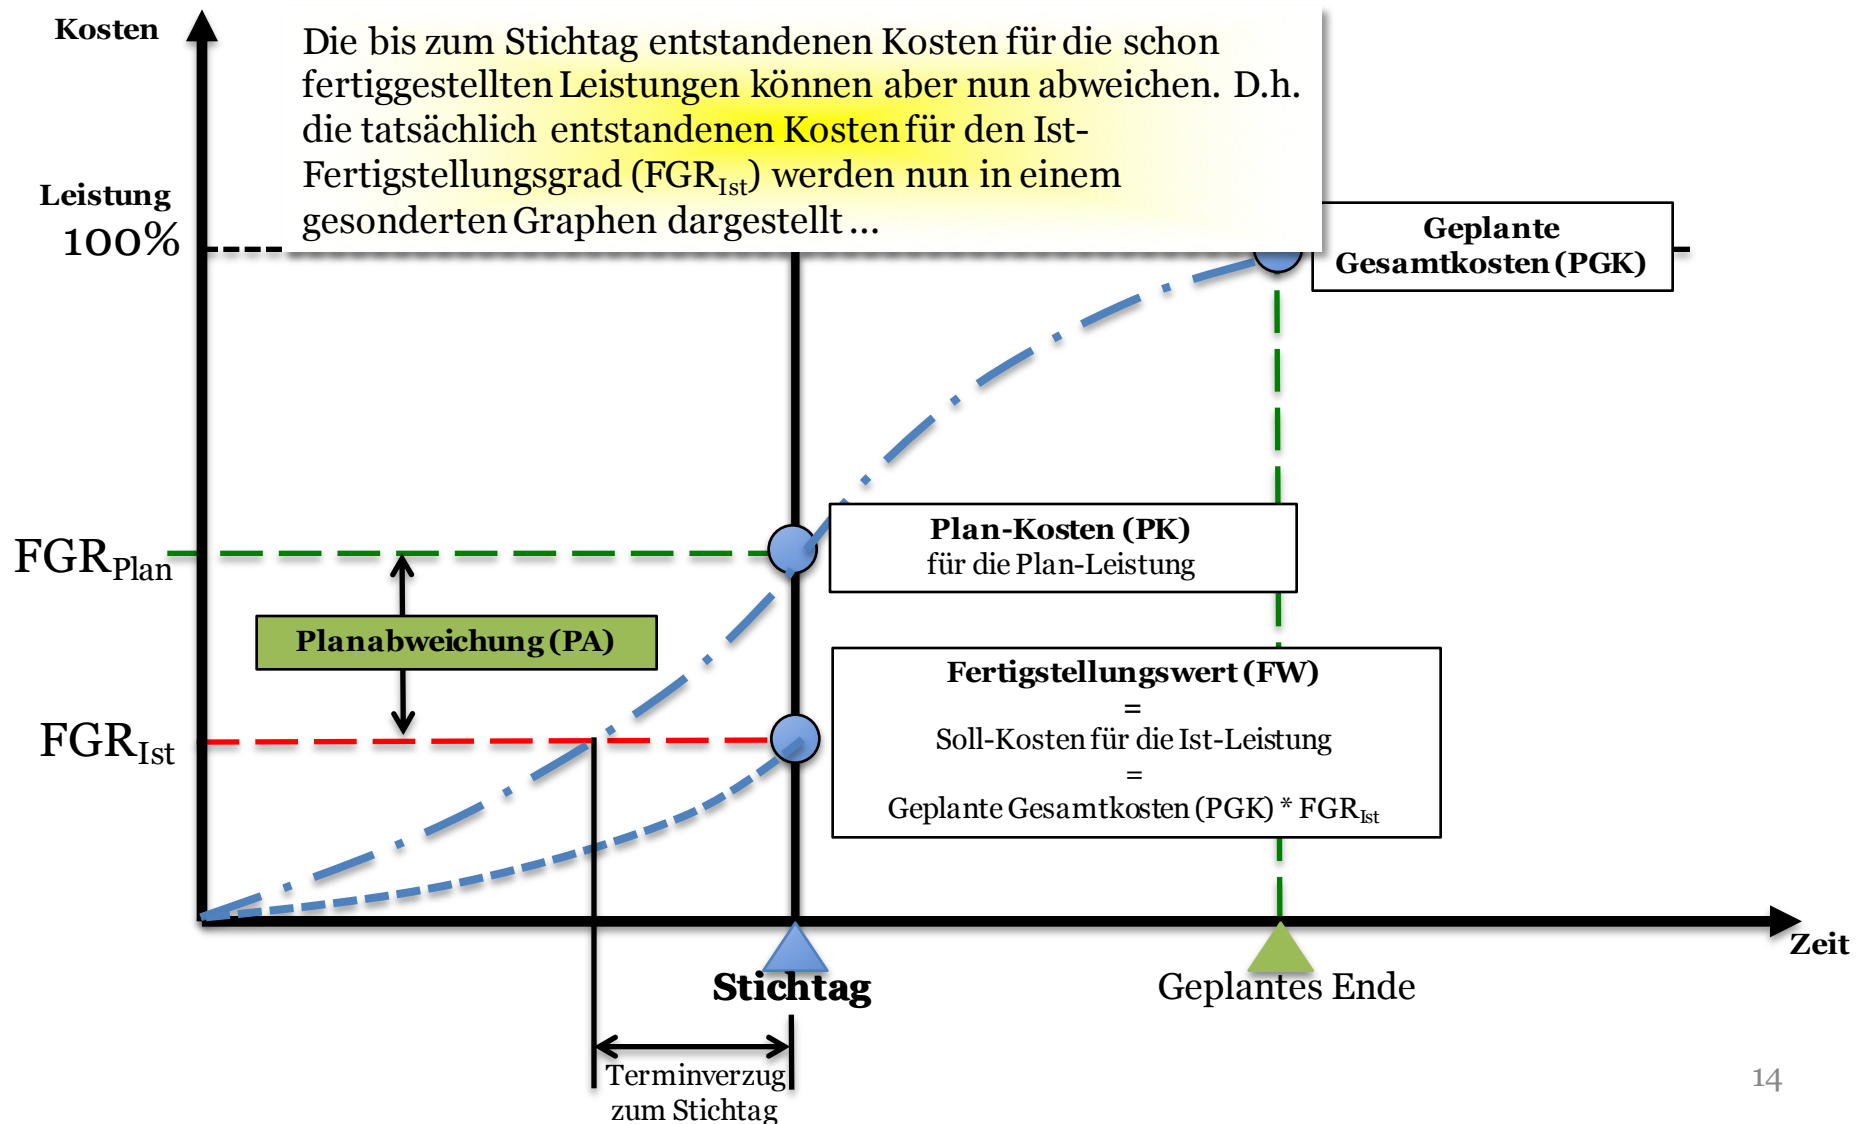 Kosten
Die bis zum Stichtag entstandenen Kosten für die schon
fertiggestellten Leistungen können aber nun abweichen. D.h.
die tatsächlich entstandenen Kosten für den Ist-
Fertigstellungsgrad (FGRIst) werden nun in einem
gesonderten Graphen dargestellt ...
Leistung
100%
Geplante
Gesamtkosten (PGK)
FGRPlan
Plan-Kosten (PK)
für die Plan-Leistung
Planabweichung (PA)
FGRIst
Fertigstellungswert (FW)
=
Soll-Kosten für die Ist-Leistung
=
Geplante Gesamtkosten (PGK) * FGRIst
Zeit
Stichtag
Geplantes Ende
Terminverzug
zum Stichtag
14